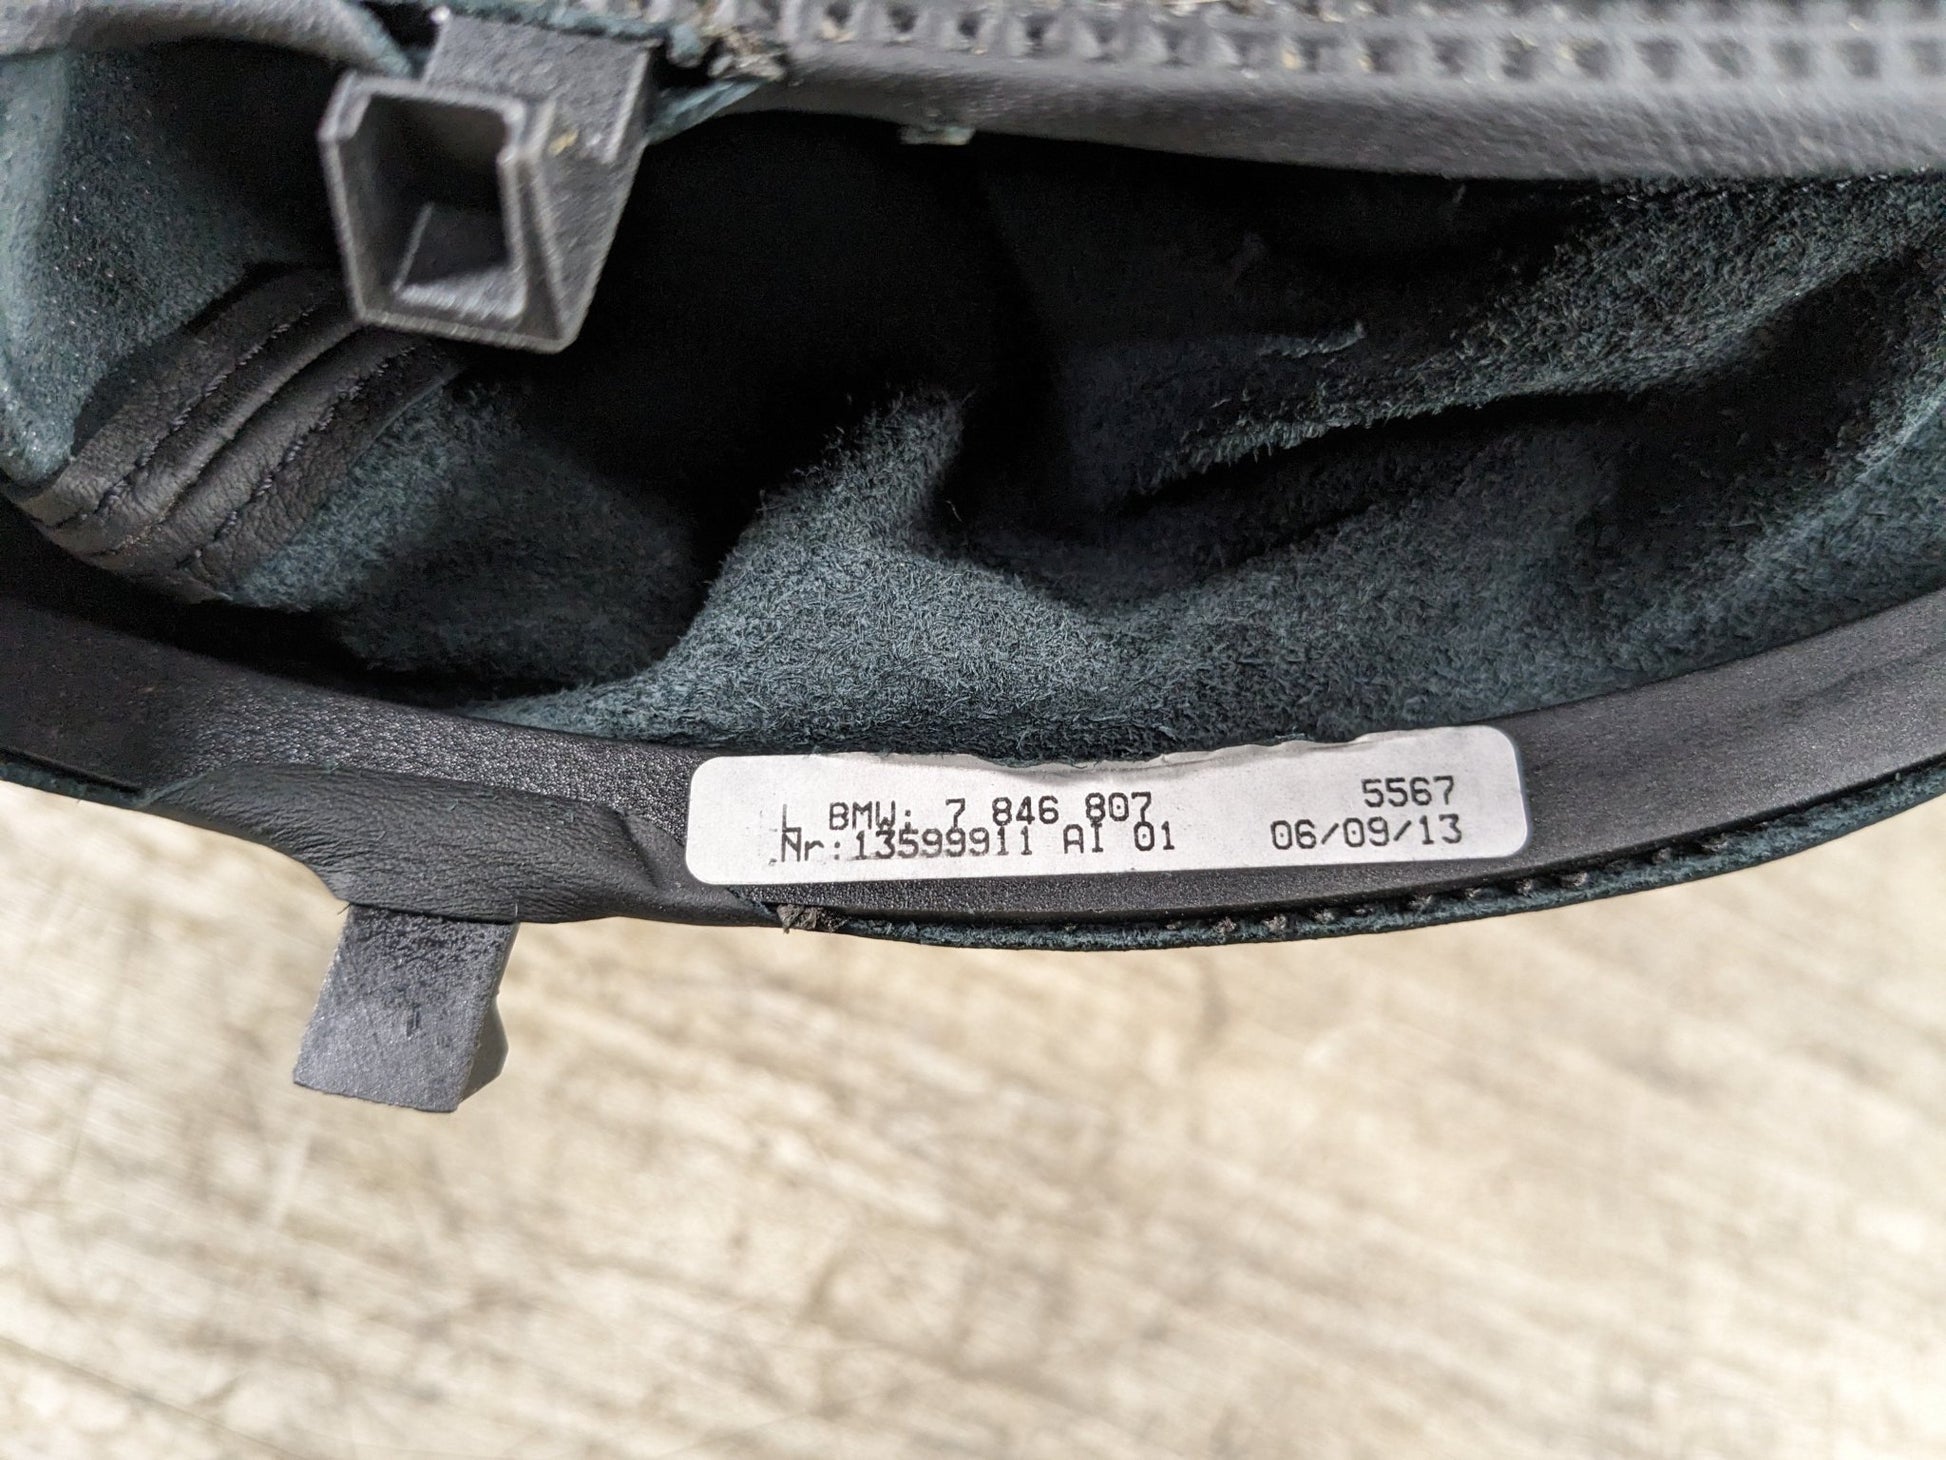 L BMW: 7 846 807 5567
Nr:13599911 AI 01 06/09/13